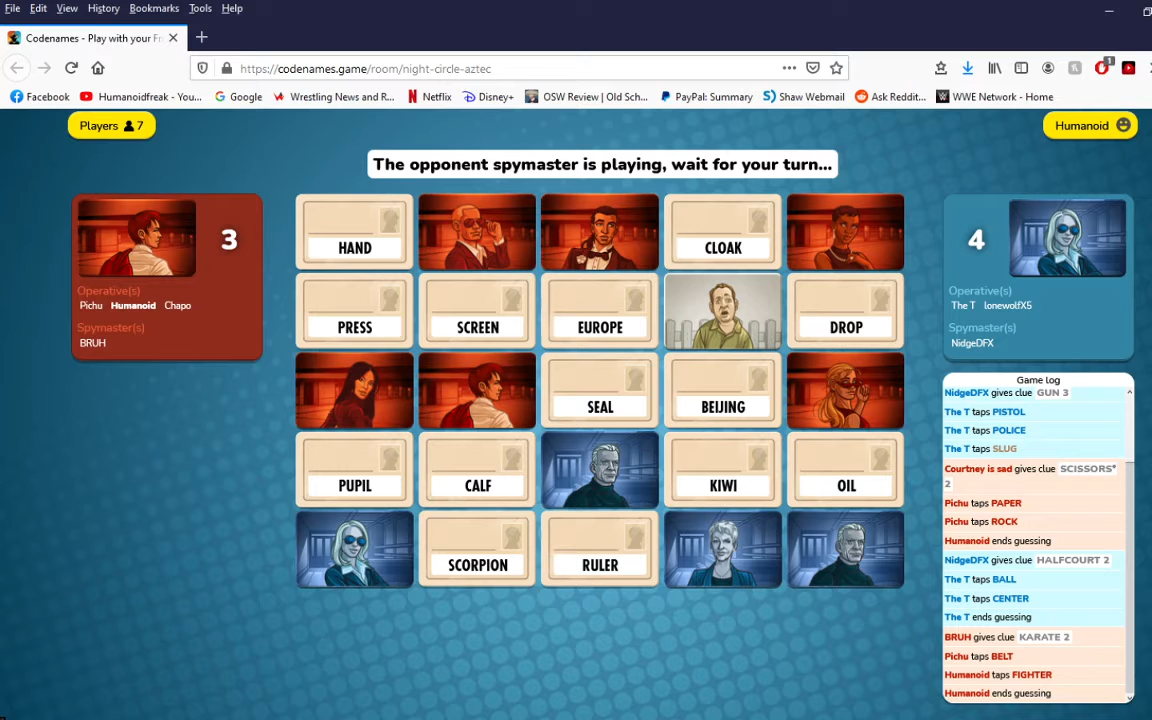 File Edit View History Bookmarks Tools Help
Codenames - Play with your Fr
https://codenames.game/room/night-circle-aztec
1
Facebook Humanoidfreak - You... Google Wrestling News and R... Netflix Disney+ OSW Review | Old Sch... PayPal: Summary Shaw Webmail Ask Reddit... WWE Network - Home
Players 7
Humanoid
The opponent spymaster is playing, wait for your turn...
3
Operative(s)
Pichu Humanoid Chapo
Spymaster(s)
BRUH
HAND
CLOAK
PRESS
SCREEN
EUROPE
DROP
SEAL
BEIJING
PUPIL
CALF
KIWI
OIL
SCORPION
RULER
4
Operative(s)
The T lonewolfX5
Spymaster(s)
NidgeDFX
Game log
NidgeDFX gives clue GUN 3
The T taps PISTOL
The T taps POLICE
The T taps SLUG
Courtney is sad gives clue SCISSORS*
2
Pichu taps PAPER
Pichu taps ROCK
Humanoid ends guessing
NidgeDFX gives clue HALFCOURT 2
The T taps BALL
The T taps CENTER
The T ends guessing
BRUH gives clue KARATE 2
Pichu taps BELT
Humanoid taps FIGHTER
Humanoid ends guessing